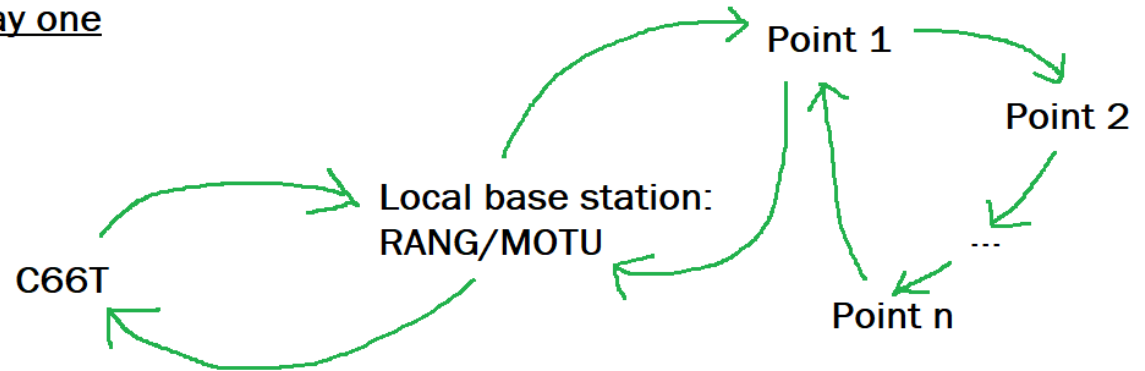 ay one
Point 1
Point 2
Local base station:
RANG/MOTU
...
C66T
Point n